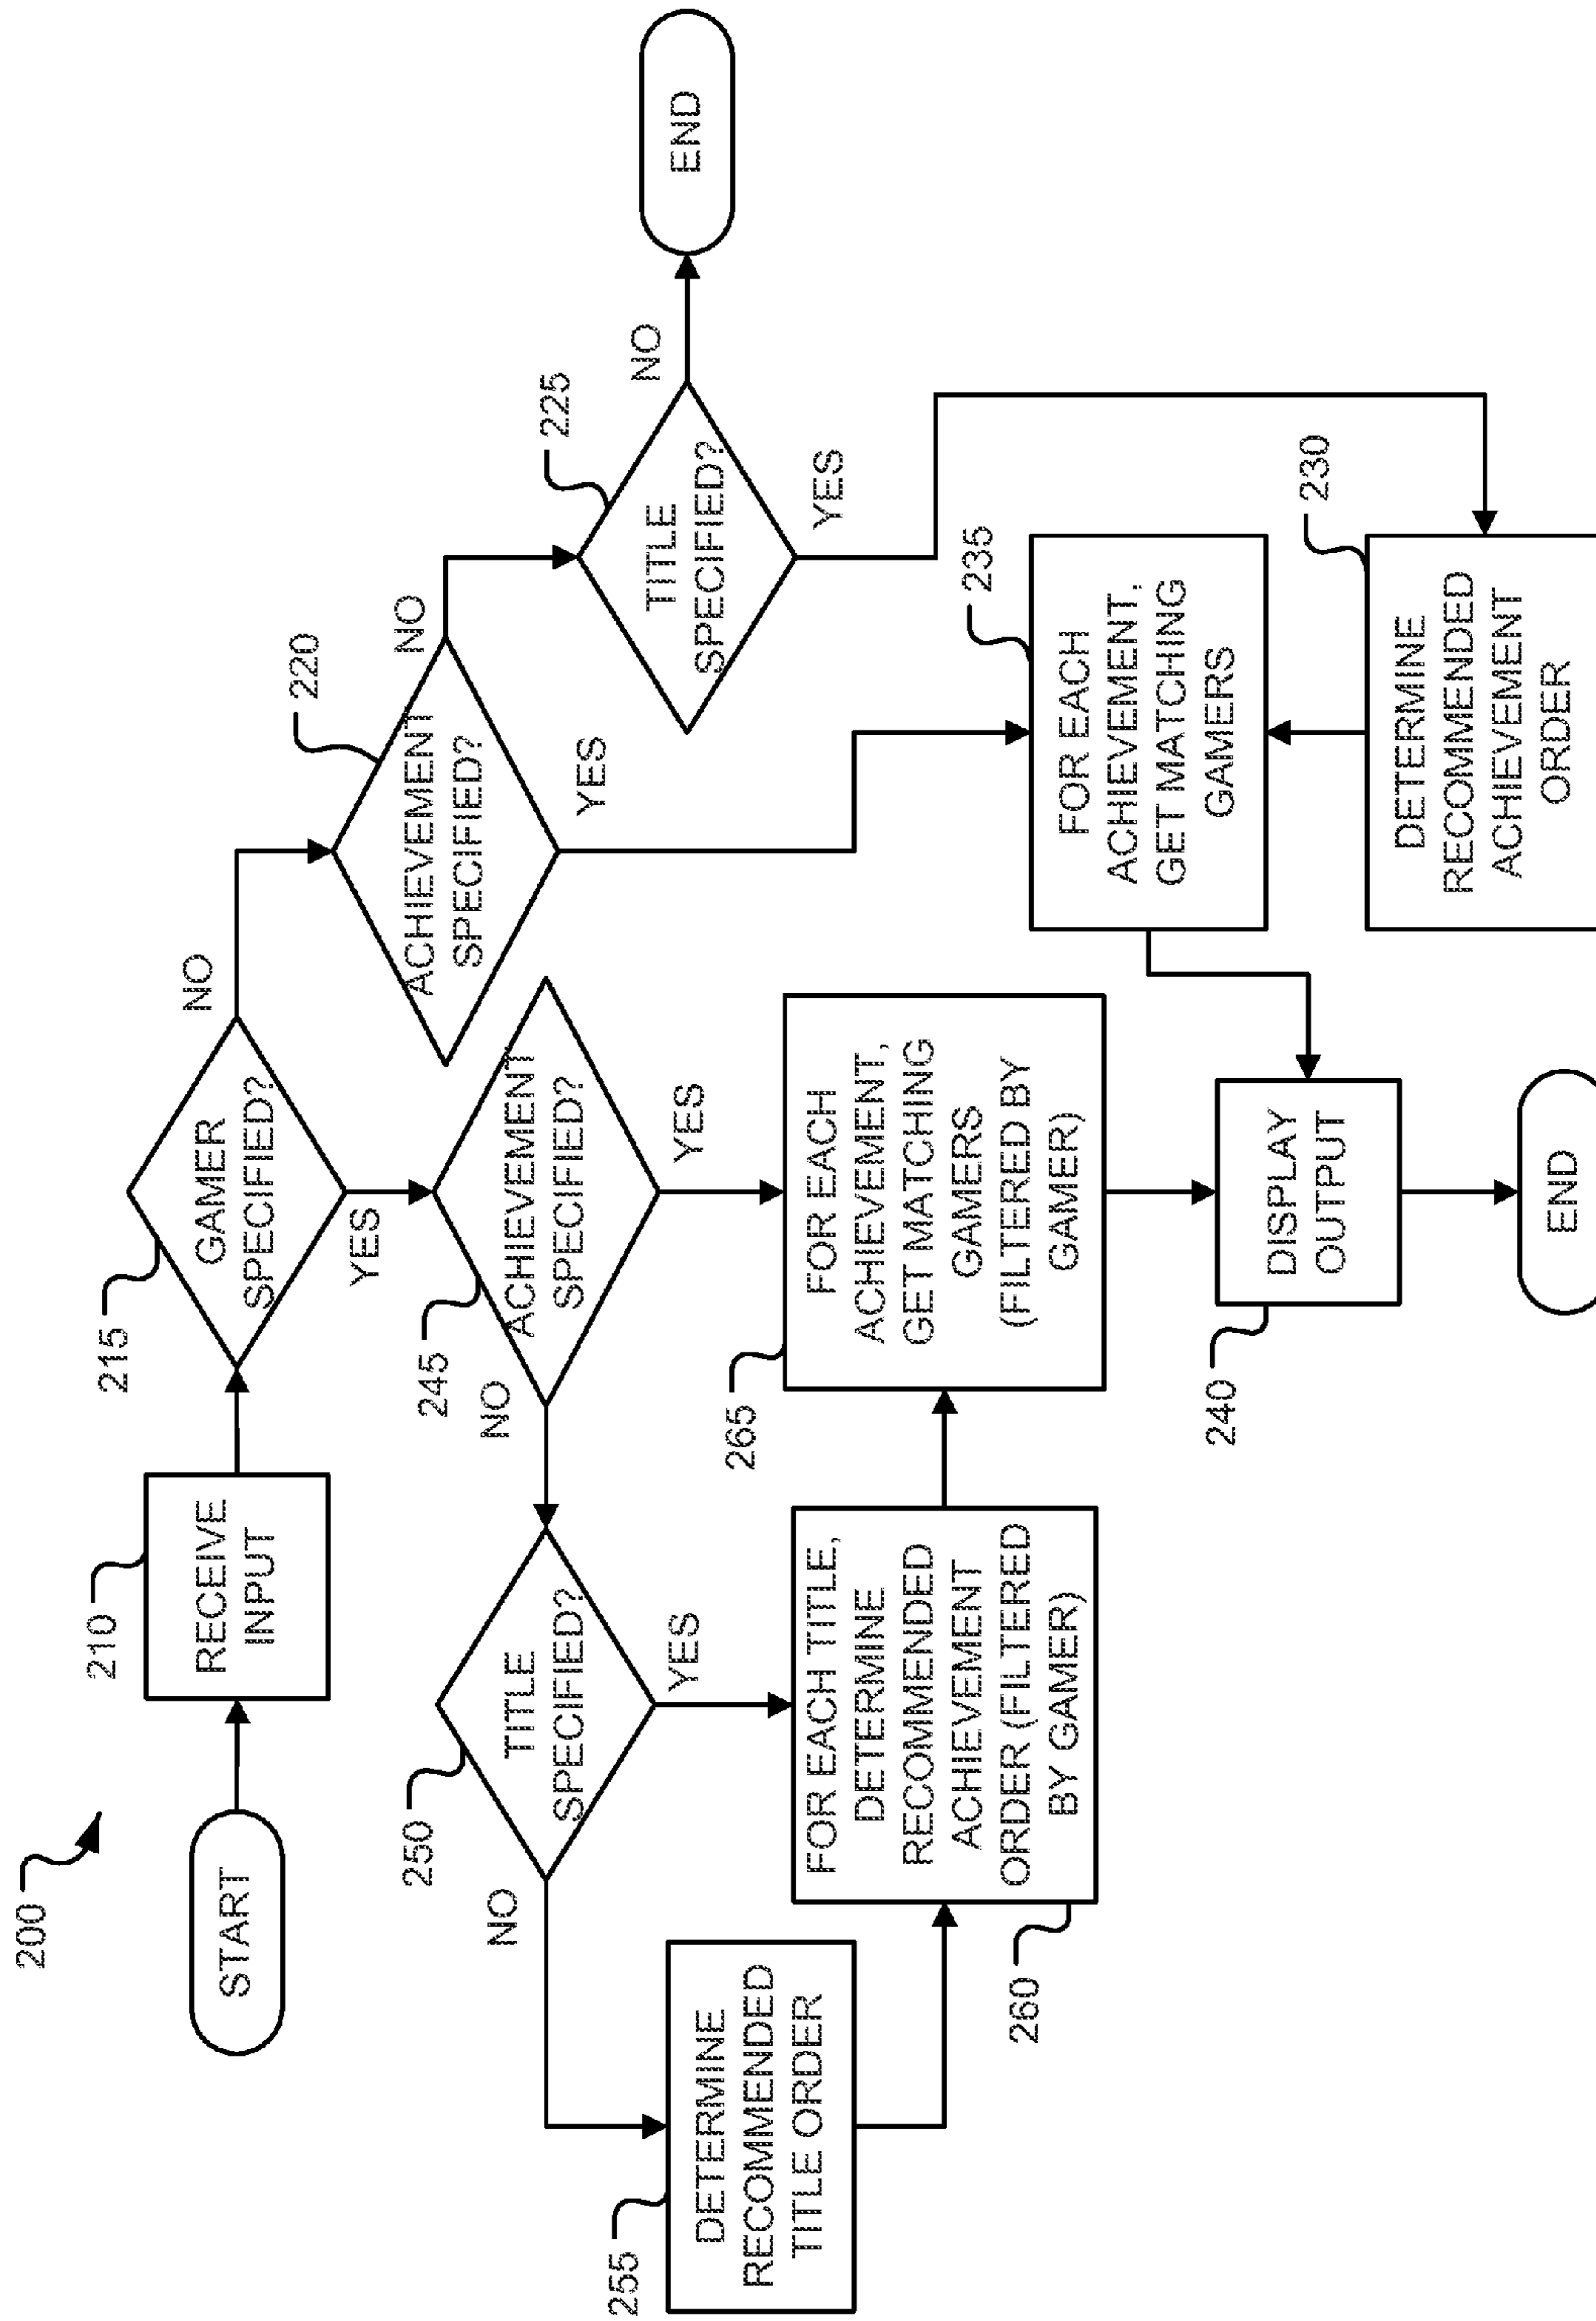 200
START
210
RECEIVE
INPUT
215
GAMER
SPECIFIED?
NO
YES
220
ACHIEVEMENT
SPECIFIED?
NO
YES
225
TITLE
SPECIFIED?
NO
END
YES
245
ACHIEVEMENT
SPECIFIED?
NO
YES
250
TITLE
SPECIFIED?
NO
YES
255
DETERMINE
RECOMMENDED
TITLE ORDER
260
FOR EACH TITLE,
DETERMINE
RECOMMENDED
ACHIEVEMENT
ORDER (FILTERED
BY GAMER)
265
FOR EACH
ACHIEVEMENT,
GET MATCHING
GAMERS
(FILTERED BY
GAMER)
235
FOR EACH
ACHIEVEMENT,
GET MATCHING
GAMERS
230
DETERMINE
RECOMMENDED
ACHIEVEMENT
ORDER
240
DISPLAY
OUTPUT
END